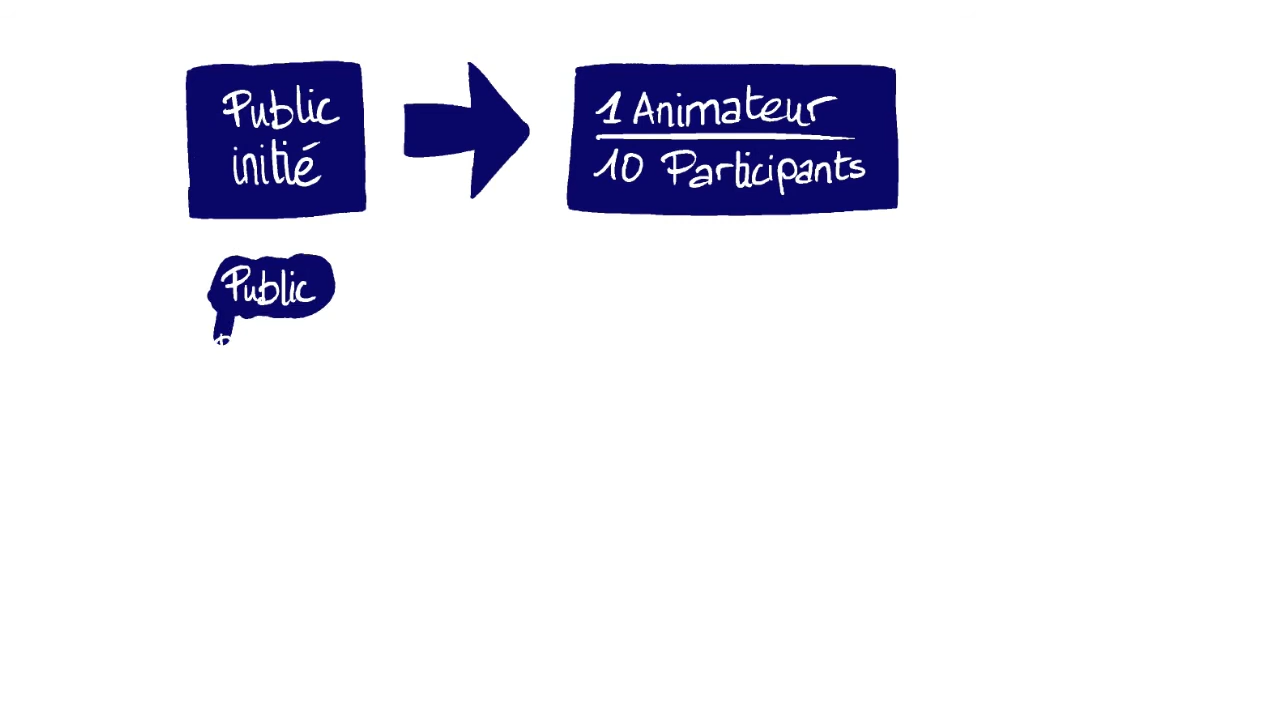 Public
initié
1 Animateur
10 Participants
Public